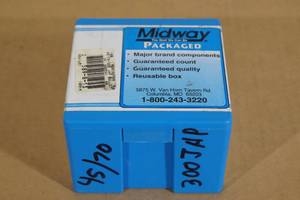 Midway
PACKAGED
• Major brand components
• Guaranteed count
• Guaranteed quality
• Reusable box
5875 W. Van Horn Tavern Rd.
Columbia, MO 65203
1-800-243-3220
45/70
300 JAP